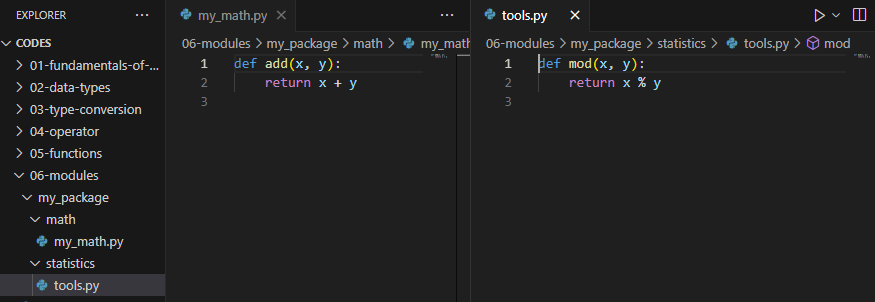 EXPLORER ...
CODES
01-fundamentals-of-...
02-data-types
03-type-conversion
04-operator
05-functions
06-modules
my_package
math
my_math.py
statistics
tools.py
my_math.py ...
06-modules > my_package > math > my_math
1 def add(x, y):
2 return x + y
3
tools.py
06-modules > my_package > statistics > tools.py > mod
1 def mod(x, y):
2 return x % y
3